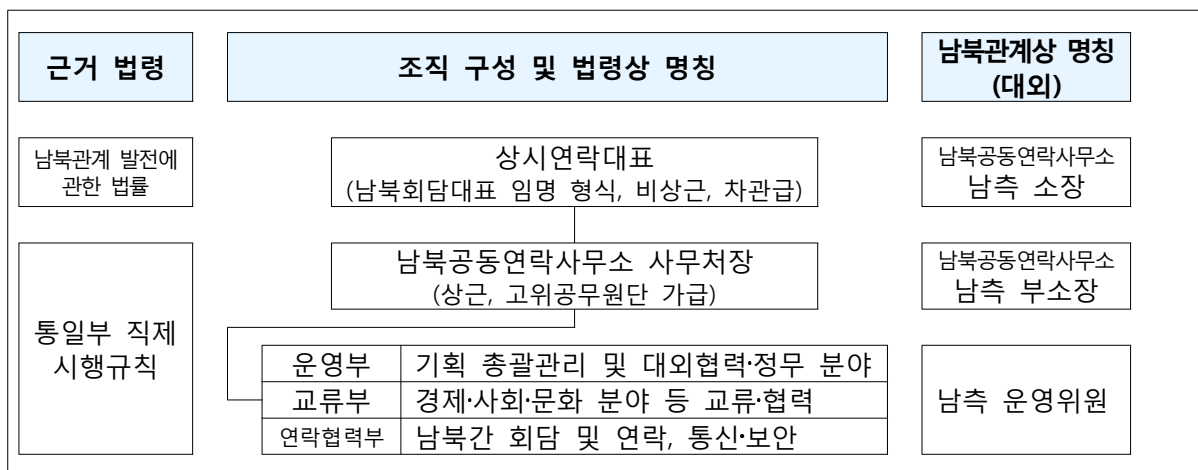 근거 법령
조직 구성 및 법령상 명칭
남북관계상 명칭
(대외)
남북관계 발전에
관한 법률
상시연락대표
(남북회담대표 임명 형식, 비상근, 차관급)
남북공동연락사무소
남측 소장
통일부 직제
시행규칙
남북공동연락사무소 사무처장
(상근, 고위공무원단 가급)
남북공동연락사무소
남측 부소장
운영부 기획 총괄관리 및 대외협력·정무 분야
교류부 경제·사회·문화 분야 등 교류·협력
연락협력부 남북간 회담 및 연락, 통신·보안
남측 운영위원